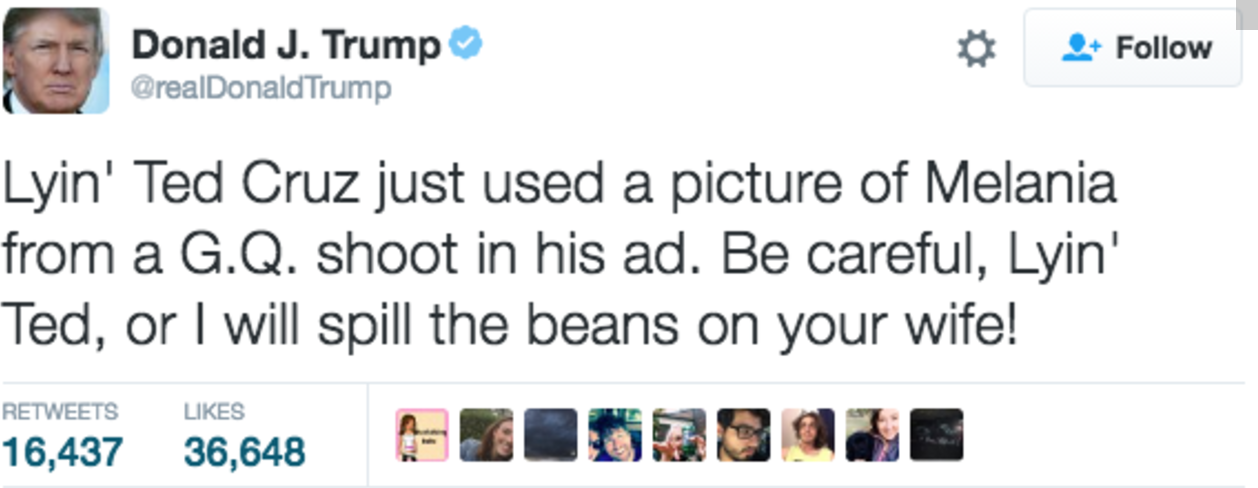 Donald J. Trump
Follow
@realDonaldTrump
Lyin' Ted Cruz just used a picture of Melania
from a G.Q. shoot in his ad. Be careful, Lyin'
Ted, or I will spill the beans on your wife!
RETWEETS LIKES
16,437 36,648